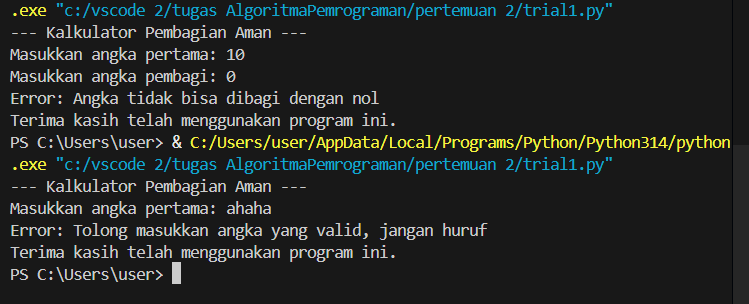 .exe "c:/vscode 2/tugas AlgoritmaPemrograman/pertemuan 2/trial1.py"
--- Kalkulator Pembagian Aman ---
Masukkan angka pertama: 10
Masukkan angka pembagi: 0
Error: Angka tidak bisa dibagi dengan nol
Terima kasih telah menggunakan program ini.
PS C:\Users\user> & C:/Users/user/AppData/Local/Programs/Python/Python314/python
.exe "c:/vscode 2/tugas AlgoritmaPemrograman/pertemuan 2/trial1.py"
--- Kalkulator Pembagian Aman ---
Masukkan angka pertama: ahaha
Error: Tolong masukkan angka yang valid, jangan huruf
Terima kasih telah menggunakan program ini.
PS C:\Users\user>